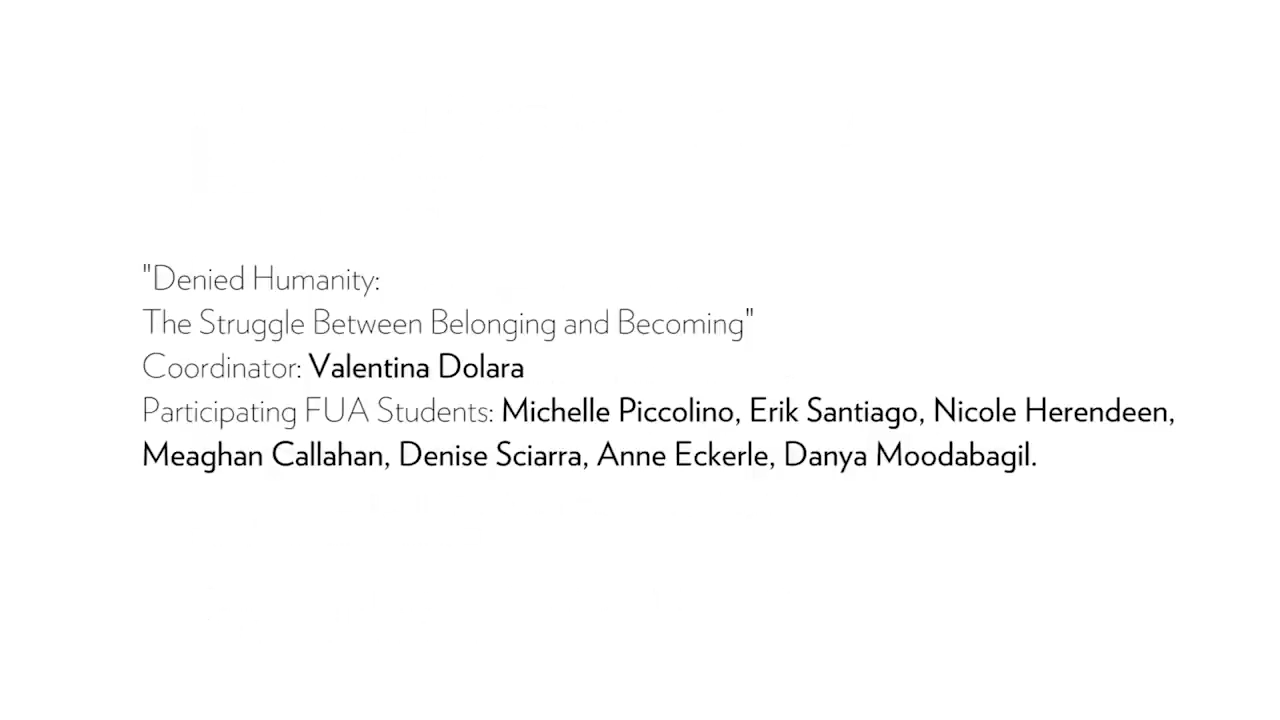 "Denied Humanity:
The Struggle Between Belonging and Becoming"
Coordinator: Valentina Dolara
Participating FUA Students: Michelle Piccolino, Erik Santiago, Nicole Herendeen,
Meaghan Callahan, Denise Sciarra, Anne Eckerle, Danya Moodabagil.